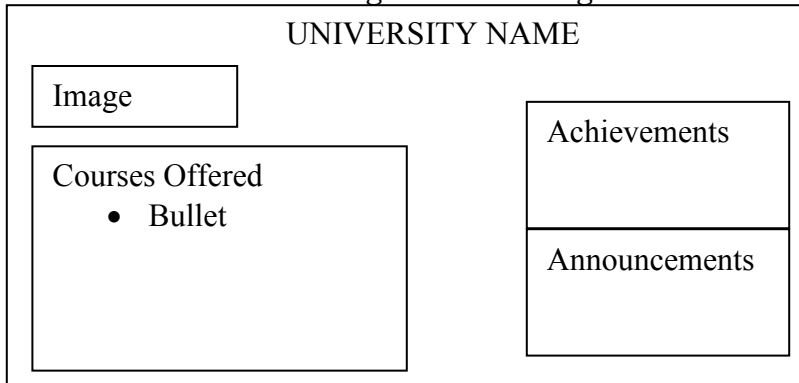 UNIVERSITY NAME
Image
Courses Offered
• Bullet
Achievements
Announcements